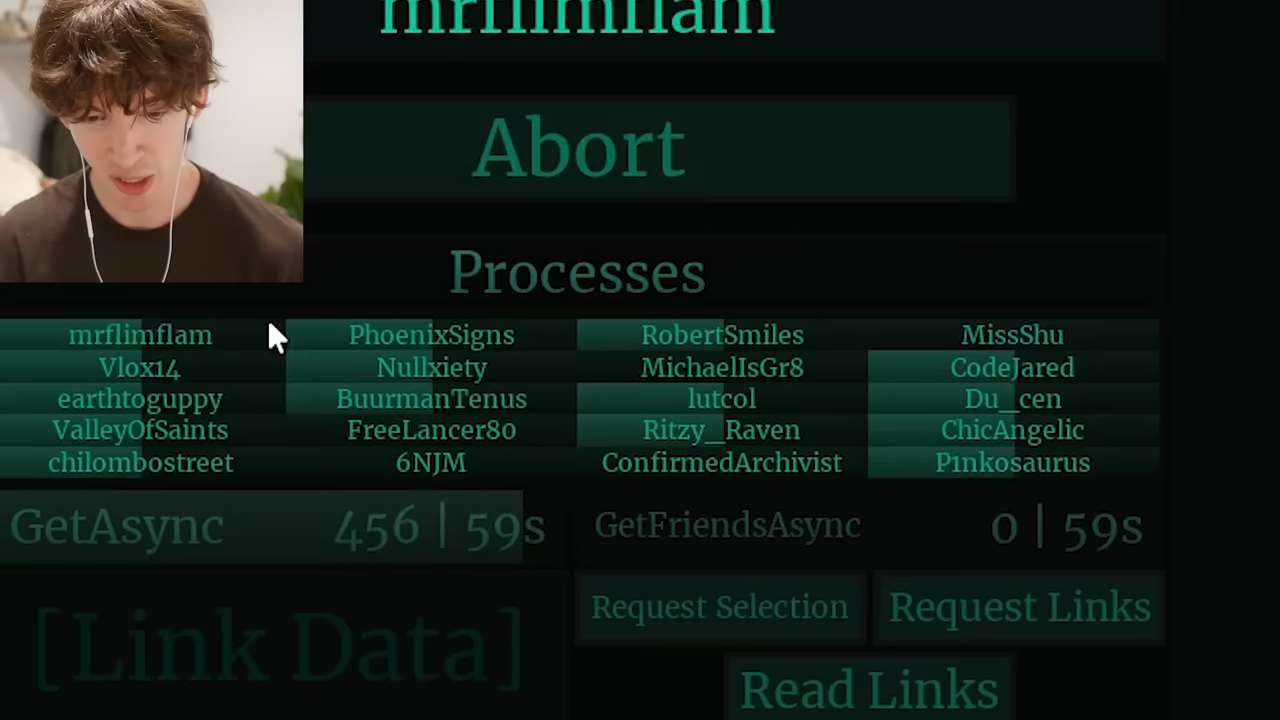 mrflimflam
Abort
Processes
mrflimflam PhoenixSigns RobertSmiles MissShu
Vlox14 Nullxiety MichaelIsGr8 CodeJared
earthtoguppy BuurmanTenus lutcol Du_cen
ValleyOfSaints FreeLancer80 Ritzy_Raven ChicAngelic
chilombostreet 6NJM ConfirmedArchivist P1nkosaurus
GetAsync 456 | 59s GetFriendsAsync 0 | 59s
Request Selection Request Links
[Link Data]
Read Links